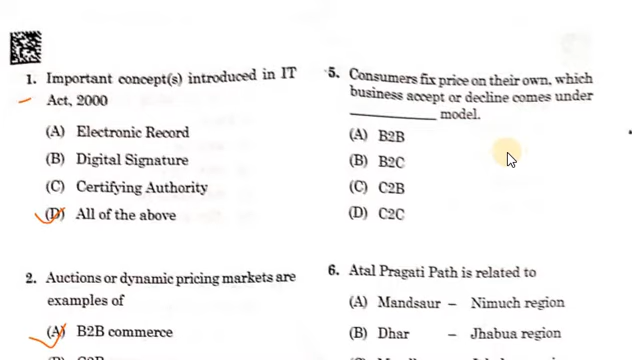 1. Important concept(s) introduced in IT
Act, 2000
(A) Electronic Record
(B) Digital Signature
(C) Certifying Authority
(D) All of the above
2. Auctions or dynamic pricing markets are
examples of
(A) B2B commerce
5. Consumers fix price on their own, which
business accept or decline comes under
__________ model.
(A) B2B
(B) B2C
(C) C2B
(D) C2C
6. Atal Pragati Path is related to
(A) Mandsaur – Nimuch region
(B) Dhar – Jhabua region